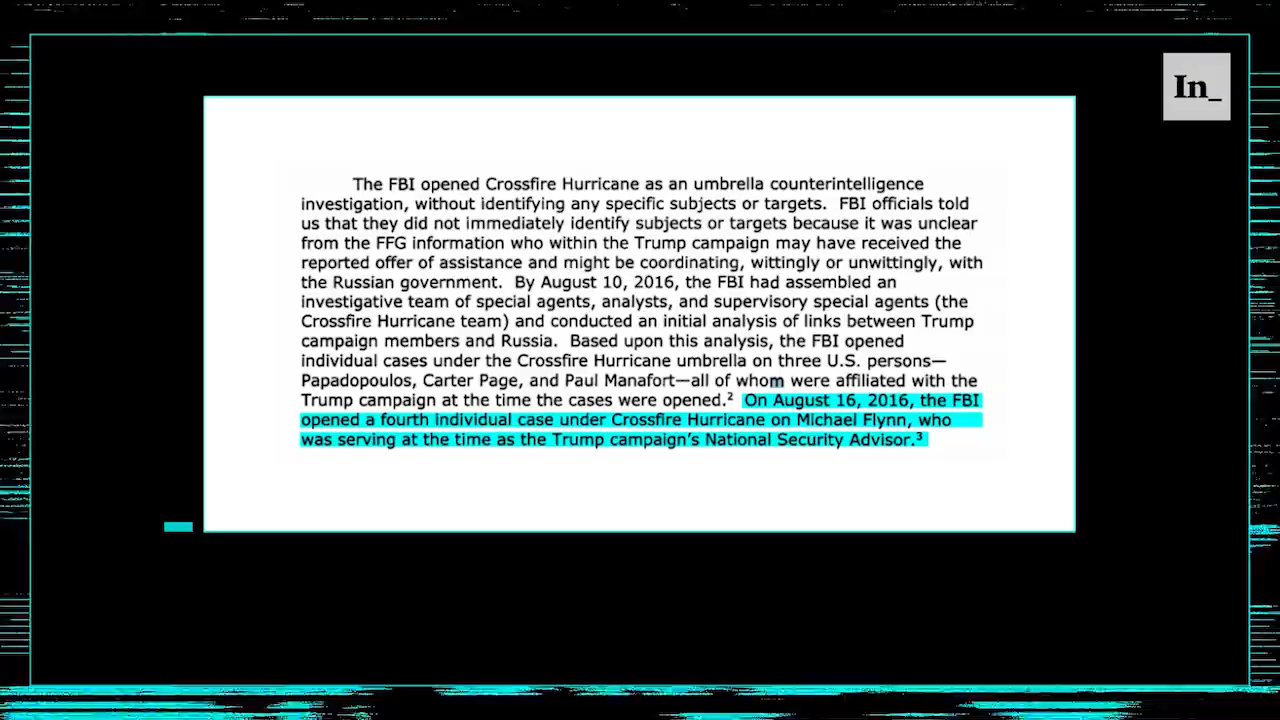 In_
The FBI opened Crossfire Hurricane as an umbrella counterintelligence
investigation, without identifying any specific subjects or targets. FBI officials told
us that they did not immediately identify subjects or targets because it was unclear
from the FFG information who within the Trump campaign may have received the
reported offer of assistance and might be coordinating, wittingly or unwittingly, with
the Russian government. By August 10, 2016, the FBI had assembled an
investigative team of special agents, analysts, and supervisory special agents (the
Crossfire Hurricane team) and conducted an initial analysis of links between Trump
campaign members and Russia. Based upon this analysis, the FBI opened
individual cases under the Crossfire Hurricane umbrella on three U.S. persons—
Papadopoulos, Carter Page, and Paul Manafort—all of whom were affiliated with the
Trump campaign at the time the cases were opened.² On August 16, 2016, the FBI
opened a fourth individual case under Crossfire Hurricane on Michael Flynn, who
was serving at the time as the Trump campaign's National Security Advisor.³